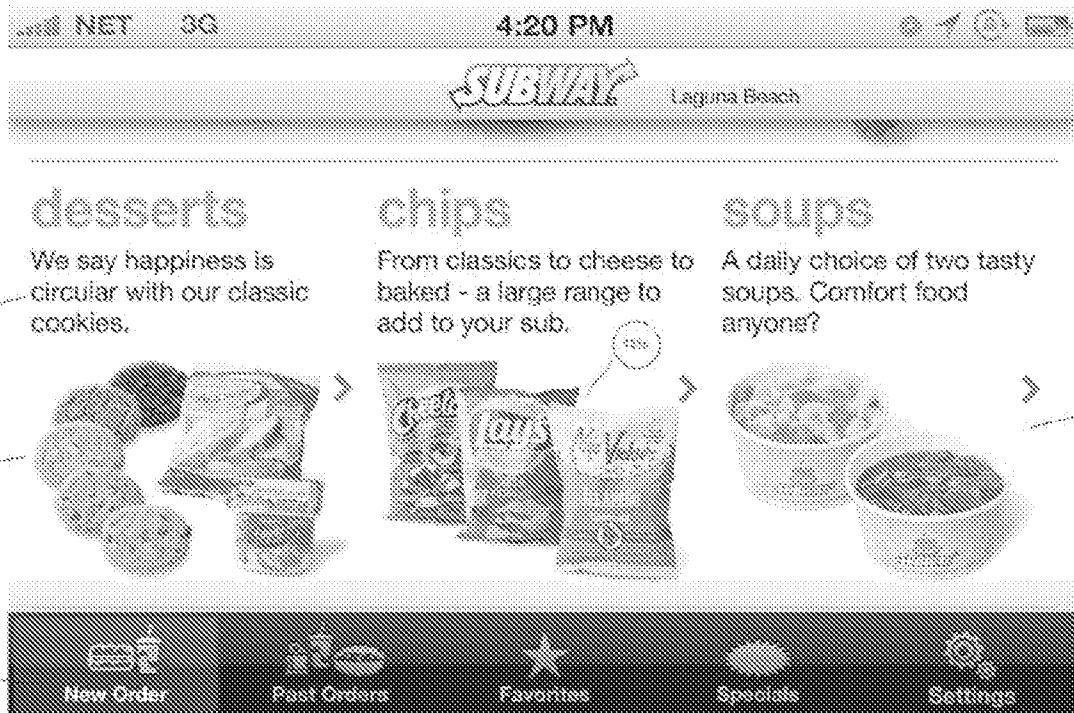 NET 3G 4:20 PM
SUBWAY
Laguna Beach
desserts
We say happiness is
circular with our classic
cookies.
chips
From classics to cheese to
baked - a large range to
add to your sub.
soups
A daily choice of two tasty
soups. Comfort food
anyone?
Lay's
New Order
Past Orders
Favorites
Specials
Settings